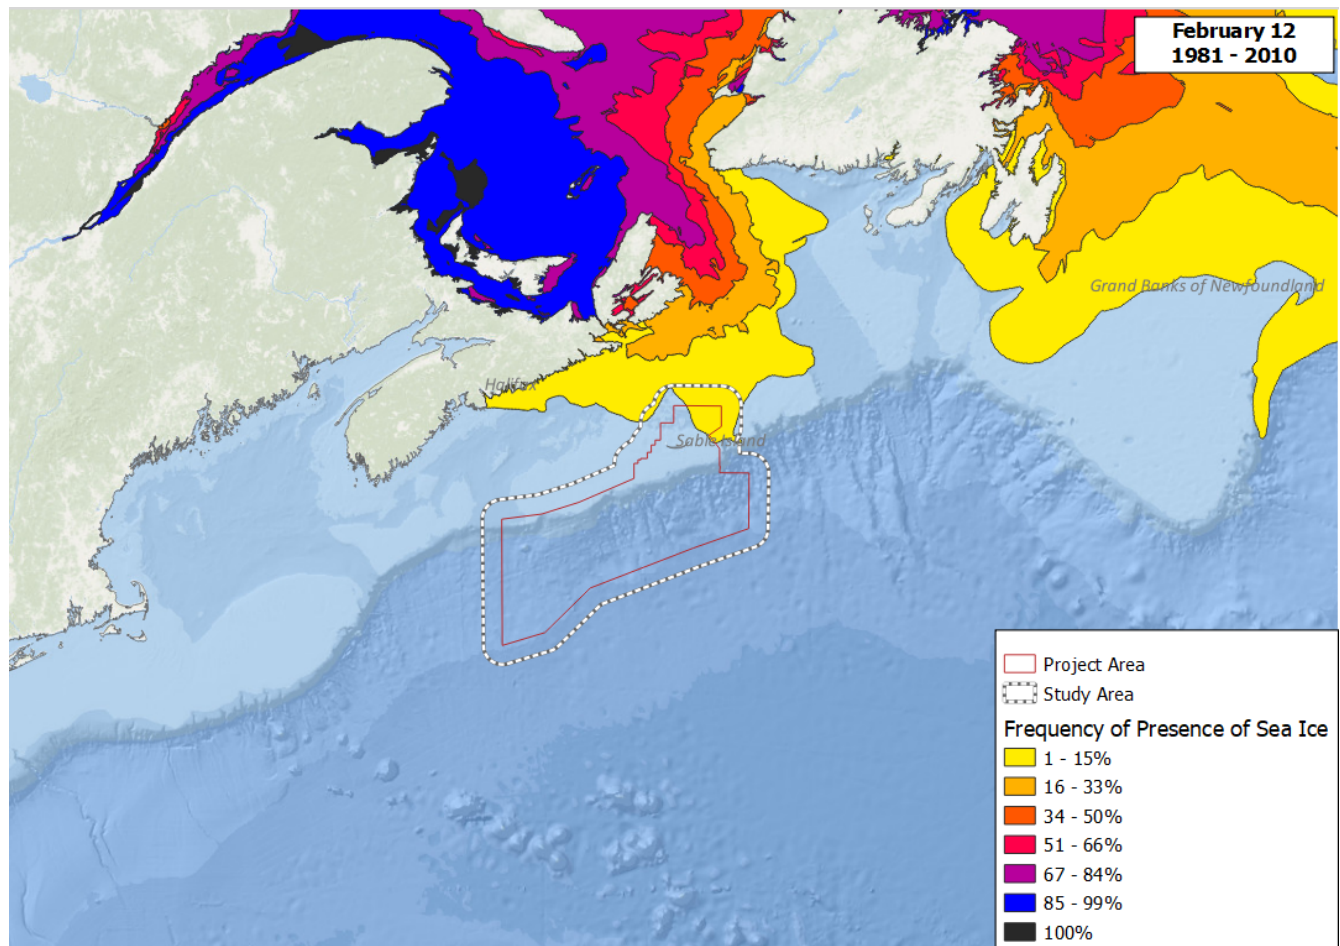 February 12
1981 - 2010
Grand Banks of Newfoundland
Halifax
Sable Island
Project Area
Study Area
Frequency of Presence of Sea Ice
1 - 15%
16 - 33%
34 - 50%
51 - 66%
67 - 84%
85 - 99%
100%